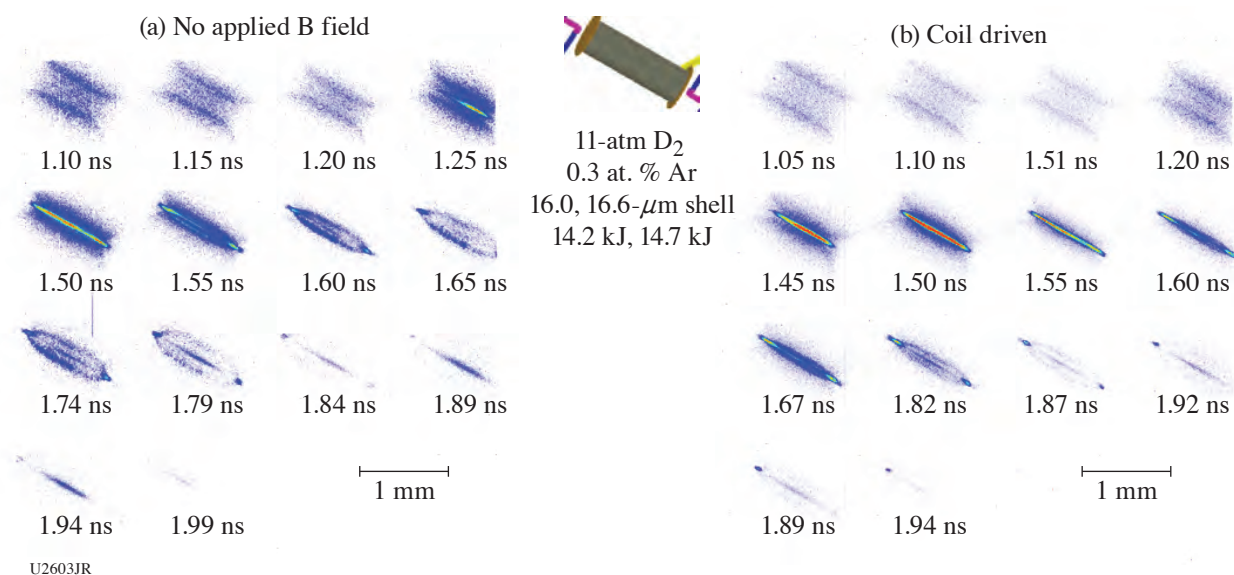 (a) No applied B field
1.10 ns 1.15 ns 1.20 ns 1.25 ns
1.50 ns 1.55 ns 1.60 ns 1.65 ns
1.74 ns 1.79 ns 1.84 ns 1.89 ns
1.94 ns 1.99 ns
1 mm
11-atm D2
0.3 at. % Ar
16.0, 16.6-μm shell
14.2 kJ, 14.7 kJ
(b) Coil driven
1.05 ns 1.10 ns 1.51 ns 1.20 ns
1.45 ns 1.50 ns 1.55 ns 1.60 ns
1.67 ns 1.82 ns 1.87 ns 1.92 ns
1.89 ns 1.94 ns
1 mm
U2603JR